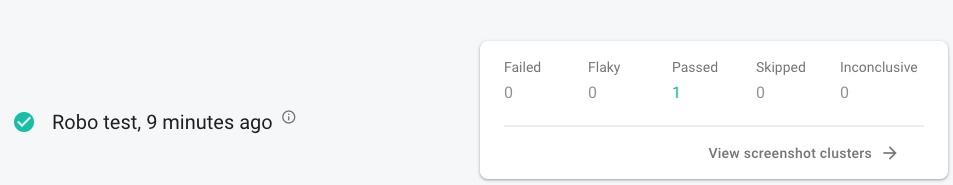 Failed Flaky Passed Skipped Inconclusive
0 0 1 0 0
Robo test, 9 minutes ago
View screenshot clusters